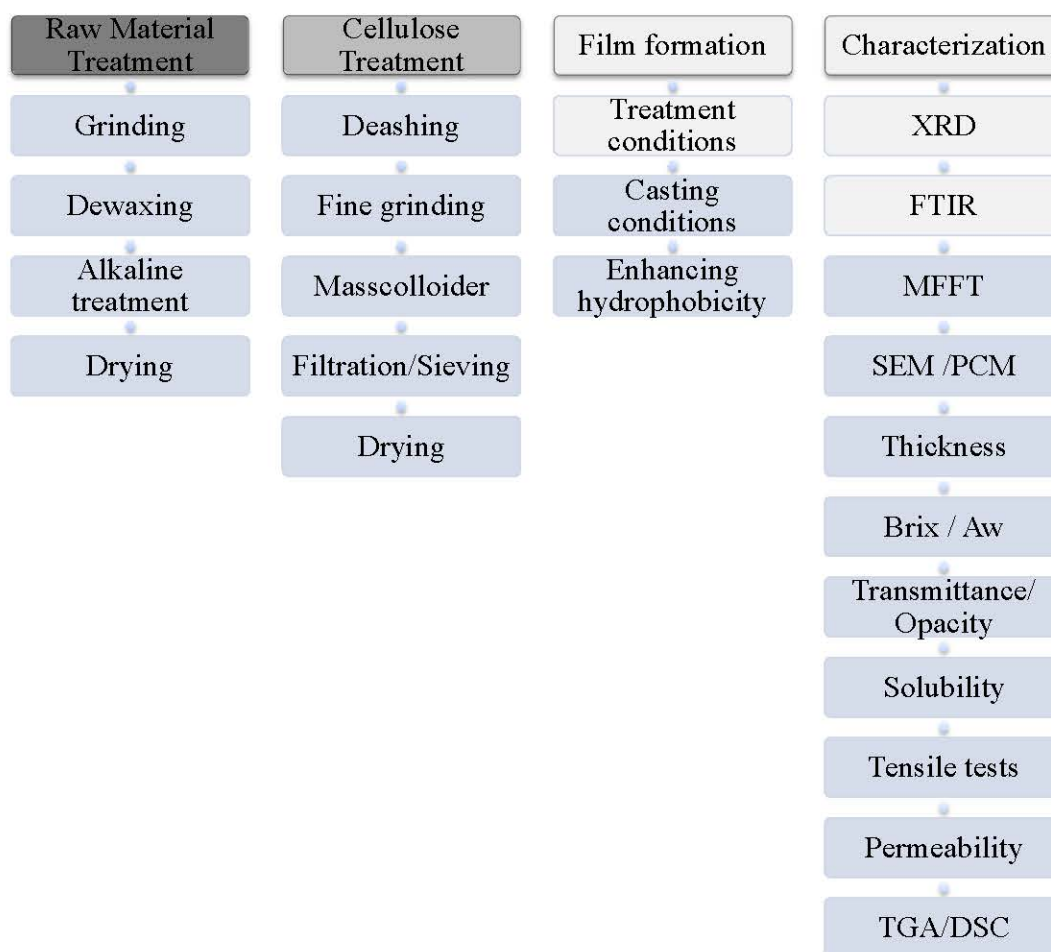 Raw Material
Treatment
Grinding
Dewaxing
Alkaline
treatment
Drying
Cellulose
Treatment
Deashing
Fine grinding
Masscolloider
Filtration/Sieving
Drying
Film formation
Treatment
conditions
Casting
conditions
Enhancing
hydrophobicity
Characterization
XRD
FTIR
MFFT
SEM /PCM
Thickness
Brix / Aw
Transmittance/
Opacity
Solubility
Tensile tests
Permeability
TGA/DSC